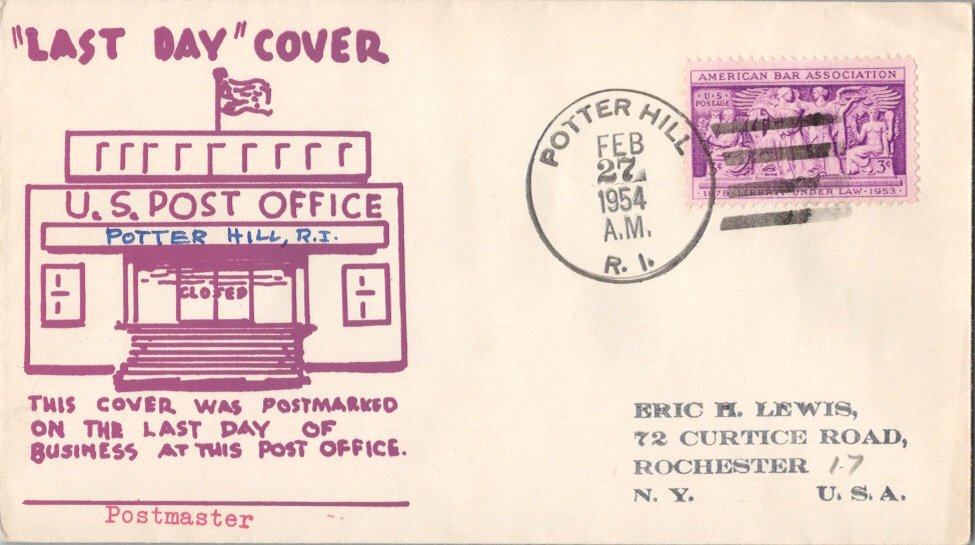 "LAST DAY" COVER
U.S. POST OFFICE
POTTER HILL, R.I.
CLOSED
THIS COVER WAS POSTMARKED
ON THE LAST DAY OF
BUSINESS AT THIS POST OFFICE.
Postmaster
POTTER HILL
FEB
27
1954
A.M.
R. I.
AMERICAN BAR ASSOCIATION
U·S·
POSTAGE
3¢ 3¢
1878 · LIBERTY UNDER LAW · 1953
ERIC H. LEWIS,
72 CURTICE ROAD,
ROCHESTER 17
N. Y. U. S. A.